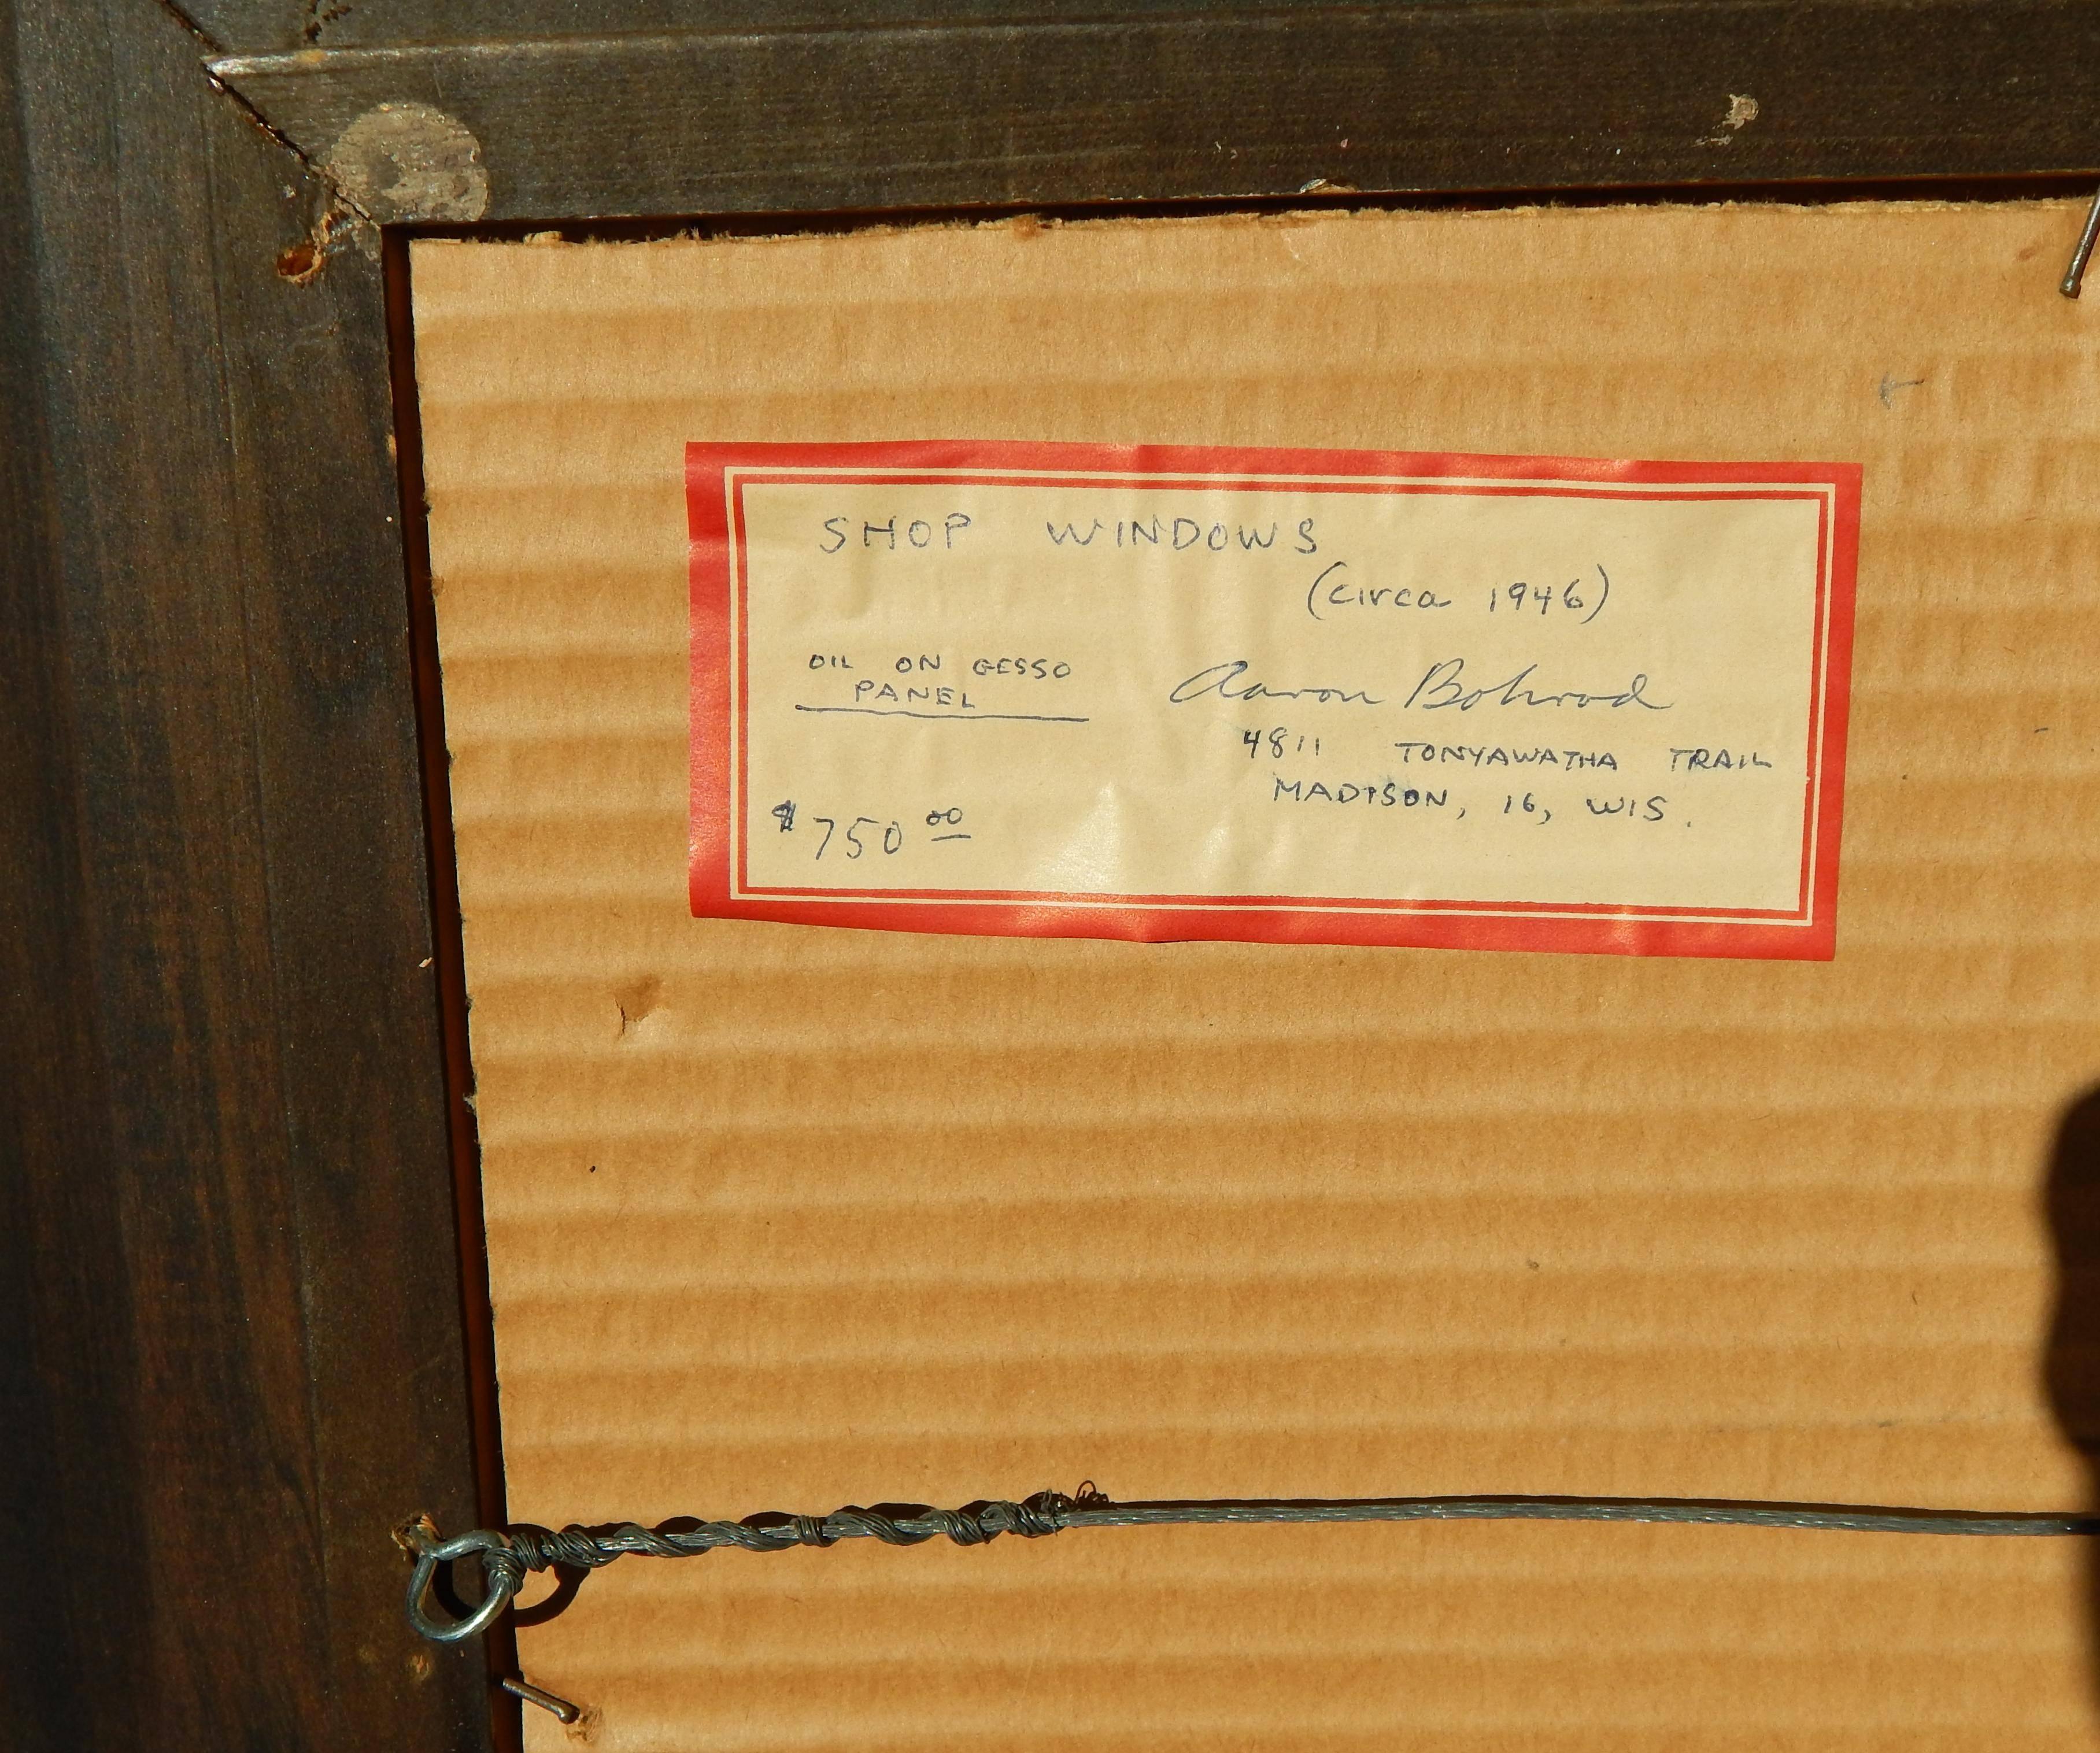 SHOP WINDOWS
(circa 1946)
OIL ON GESSO
PANEL
Aaron Bohrod
4811 TONYAWATHA TRAIL
MADISON, 16, WIS.
$750.00